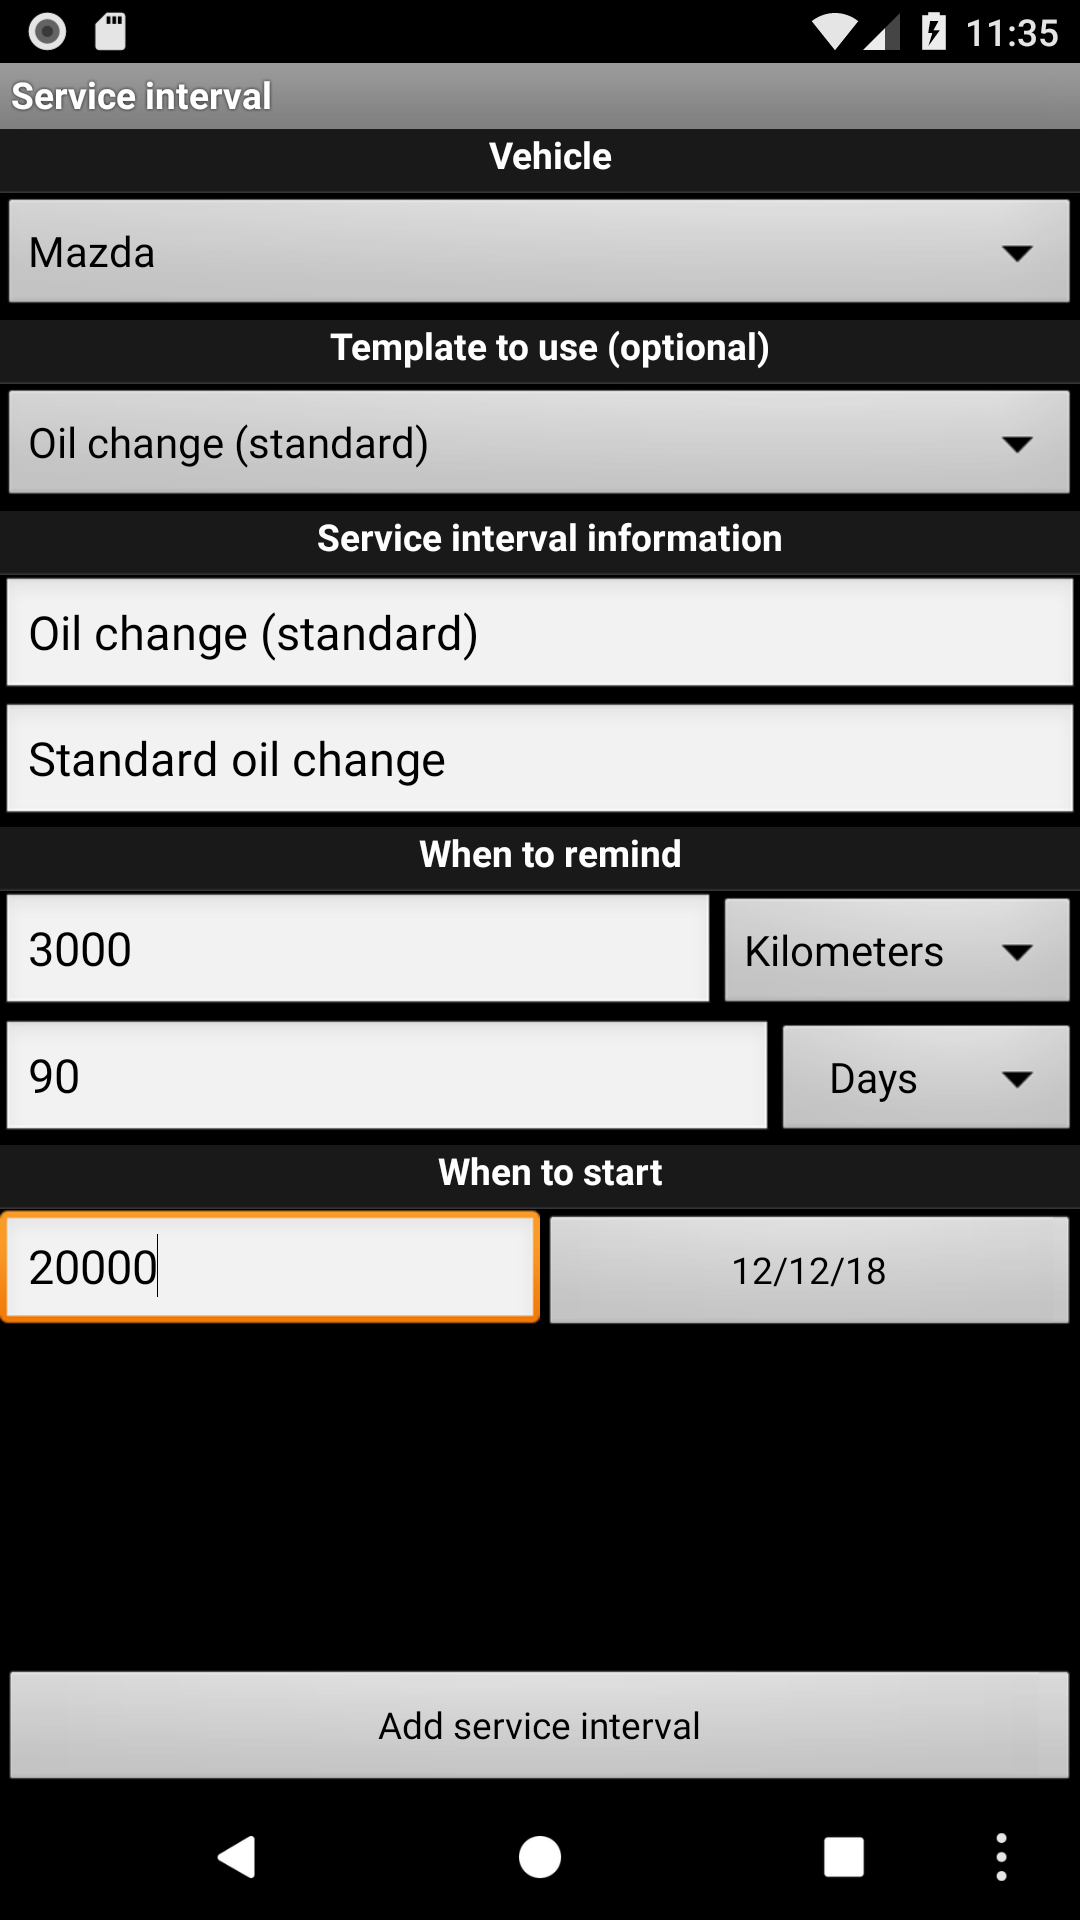 11:35
Service interval
Vehicle
Mazda
Template to use (optional)
Oil change (standard)
Service interval information
Oil change (standard)
Standard oil change
When to remind
3000 Kilometers
90 Days
When to start
20000 12/12/18
Add service interval